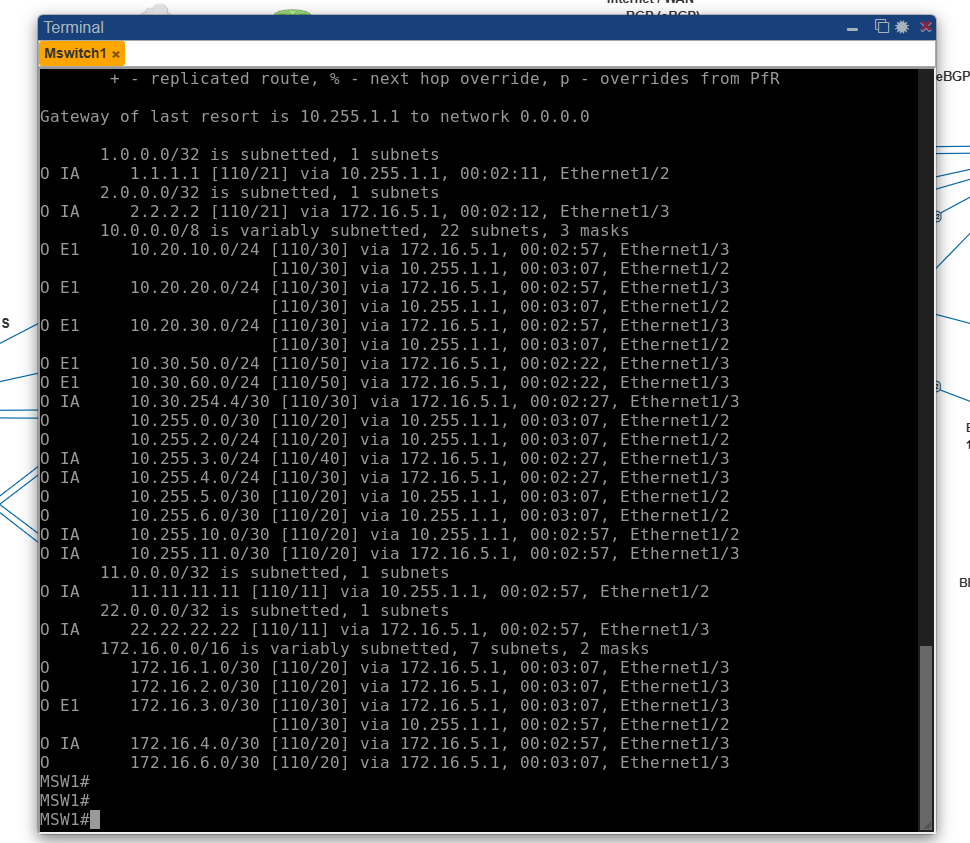 Internet / WAN
BGP (eBGP)
Terminal
Mswitch1 ×
+ - replicated route, % - next hop override, p - overrides from PfR
eBGP
Gateway of last resort is 10.255.1.1 to network 0.0.0.0
1.0.0.0/32 is subnetted, 1 subnets
O IA     1.1.1.1 [110/21] via 10.255.1.1, 00:02:11, Ethernet1/2
2.0.0.0/32 is subnetted, 1 subnets
O IA     2.2.2.2 [110/21] via 172.16.5.1, 00:02:12, Ethernet1/3
10.0.0.0/8 is variably subnetted, 22 subnets, 3 masks
O E1     10.20.10.0/24 [110/30] via 172.16.5.1, 00:02:57, Ethernet1/3
[110/30] via 10.255.1.1, 00:03:07, Ethernet1/2
O E1     10.20.20.0/24 [110/30] via 172.16.5.1, 00:02:57, Ethernet1/3
[110/30] via 10.255.1.1, 00:03:07, Ethernet1/2
S
O E1     10.20.30.0/24 [110/30] via 172.16.5.1, 00:02:57, Ethernet1/3
[110/30] via 10.255.1.1, 00:03:07, Ethernet1/2
O E1     10.30.50.0/24 [110/50] via 172.16.5.1, 00:02:22, Ethernet1/3
O E1     10.30.60.0/24 [110/50] via 172.16.5.1, 00:02:22, Ethernet1/3
O IA     10.30.254.4/30 [110/30] via 172.16.5.1, 00:02:27, Ethernet1/3
O        10.255.0.0/30 [110/20] via 10.255.1.1, 00:03:07, Ethernet1/2
O        10.255.2.0/24 [110/20] via 10.255.1.1, 00:03:07, Ethernet1/2
O IA     10.255.3.0/24 [110/40] via 172.16.5.1, 00:02:27, Ethernet1/3
O IA     10.255.4.0/24 [110/30] via 172.16.5.1, 00:02:27, Ethernet1/3
O        10.255.5.0/30 [110/20] via 10.255.1.1, 00:03:07, Ethernet1/2
O        10.255.6.0/30 [110/20] via 10.255.1.1, 00:03:07, Ethernet1/2
O IA     10.255.10.0/30 [110/20] via 10.255.1.1, 00:02:57, Ethernet1/2
O IA     10.255.11.0/30 [110/20] via 172.16.5.1, 00:02:57, Ethernet1/3
11.0.0.0/32 is subnetted, 1 subnets
O IA     11.11.11.11 [110/11] via 10.255.1.1, 00:02:57, Ethernet1/2
22.0.0.0/32 is subnetted, 1 subnets
O IA     22.22.22.22 [110/11] via 172.16.5.1, 00:02:57, Ethernet1/3
172.16.0.0/16 is variably subnetted, 7 subnets, 2 masks
O        172.16.1.0/30 [110/20] via 172.16.5.1, 00:03:07, Ethernet1/3
O        172.16.2.0/30 [110/20] via 172.16.5.1, 00:03:07, Ethernet1/3
O E1     172.16.3.0/30 [110/30] via 172.16.5.1, 00:03:07, Ethernet1/3
[110/30] via 10.255.1.1, 00:02:57, Ethernet1/2
O IA     172.16.4.0/30 [110/20] via 172.16.5.1, 00:02:57, Ethernet1/3
O        172.16.6.0/30 [110/20] via 172.16.5.1, 00:03:07, Ethernet1/3
MSW1#
MSW1#
MSW1#